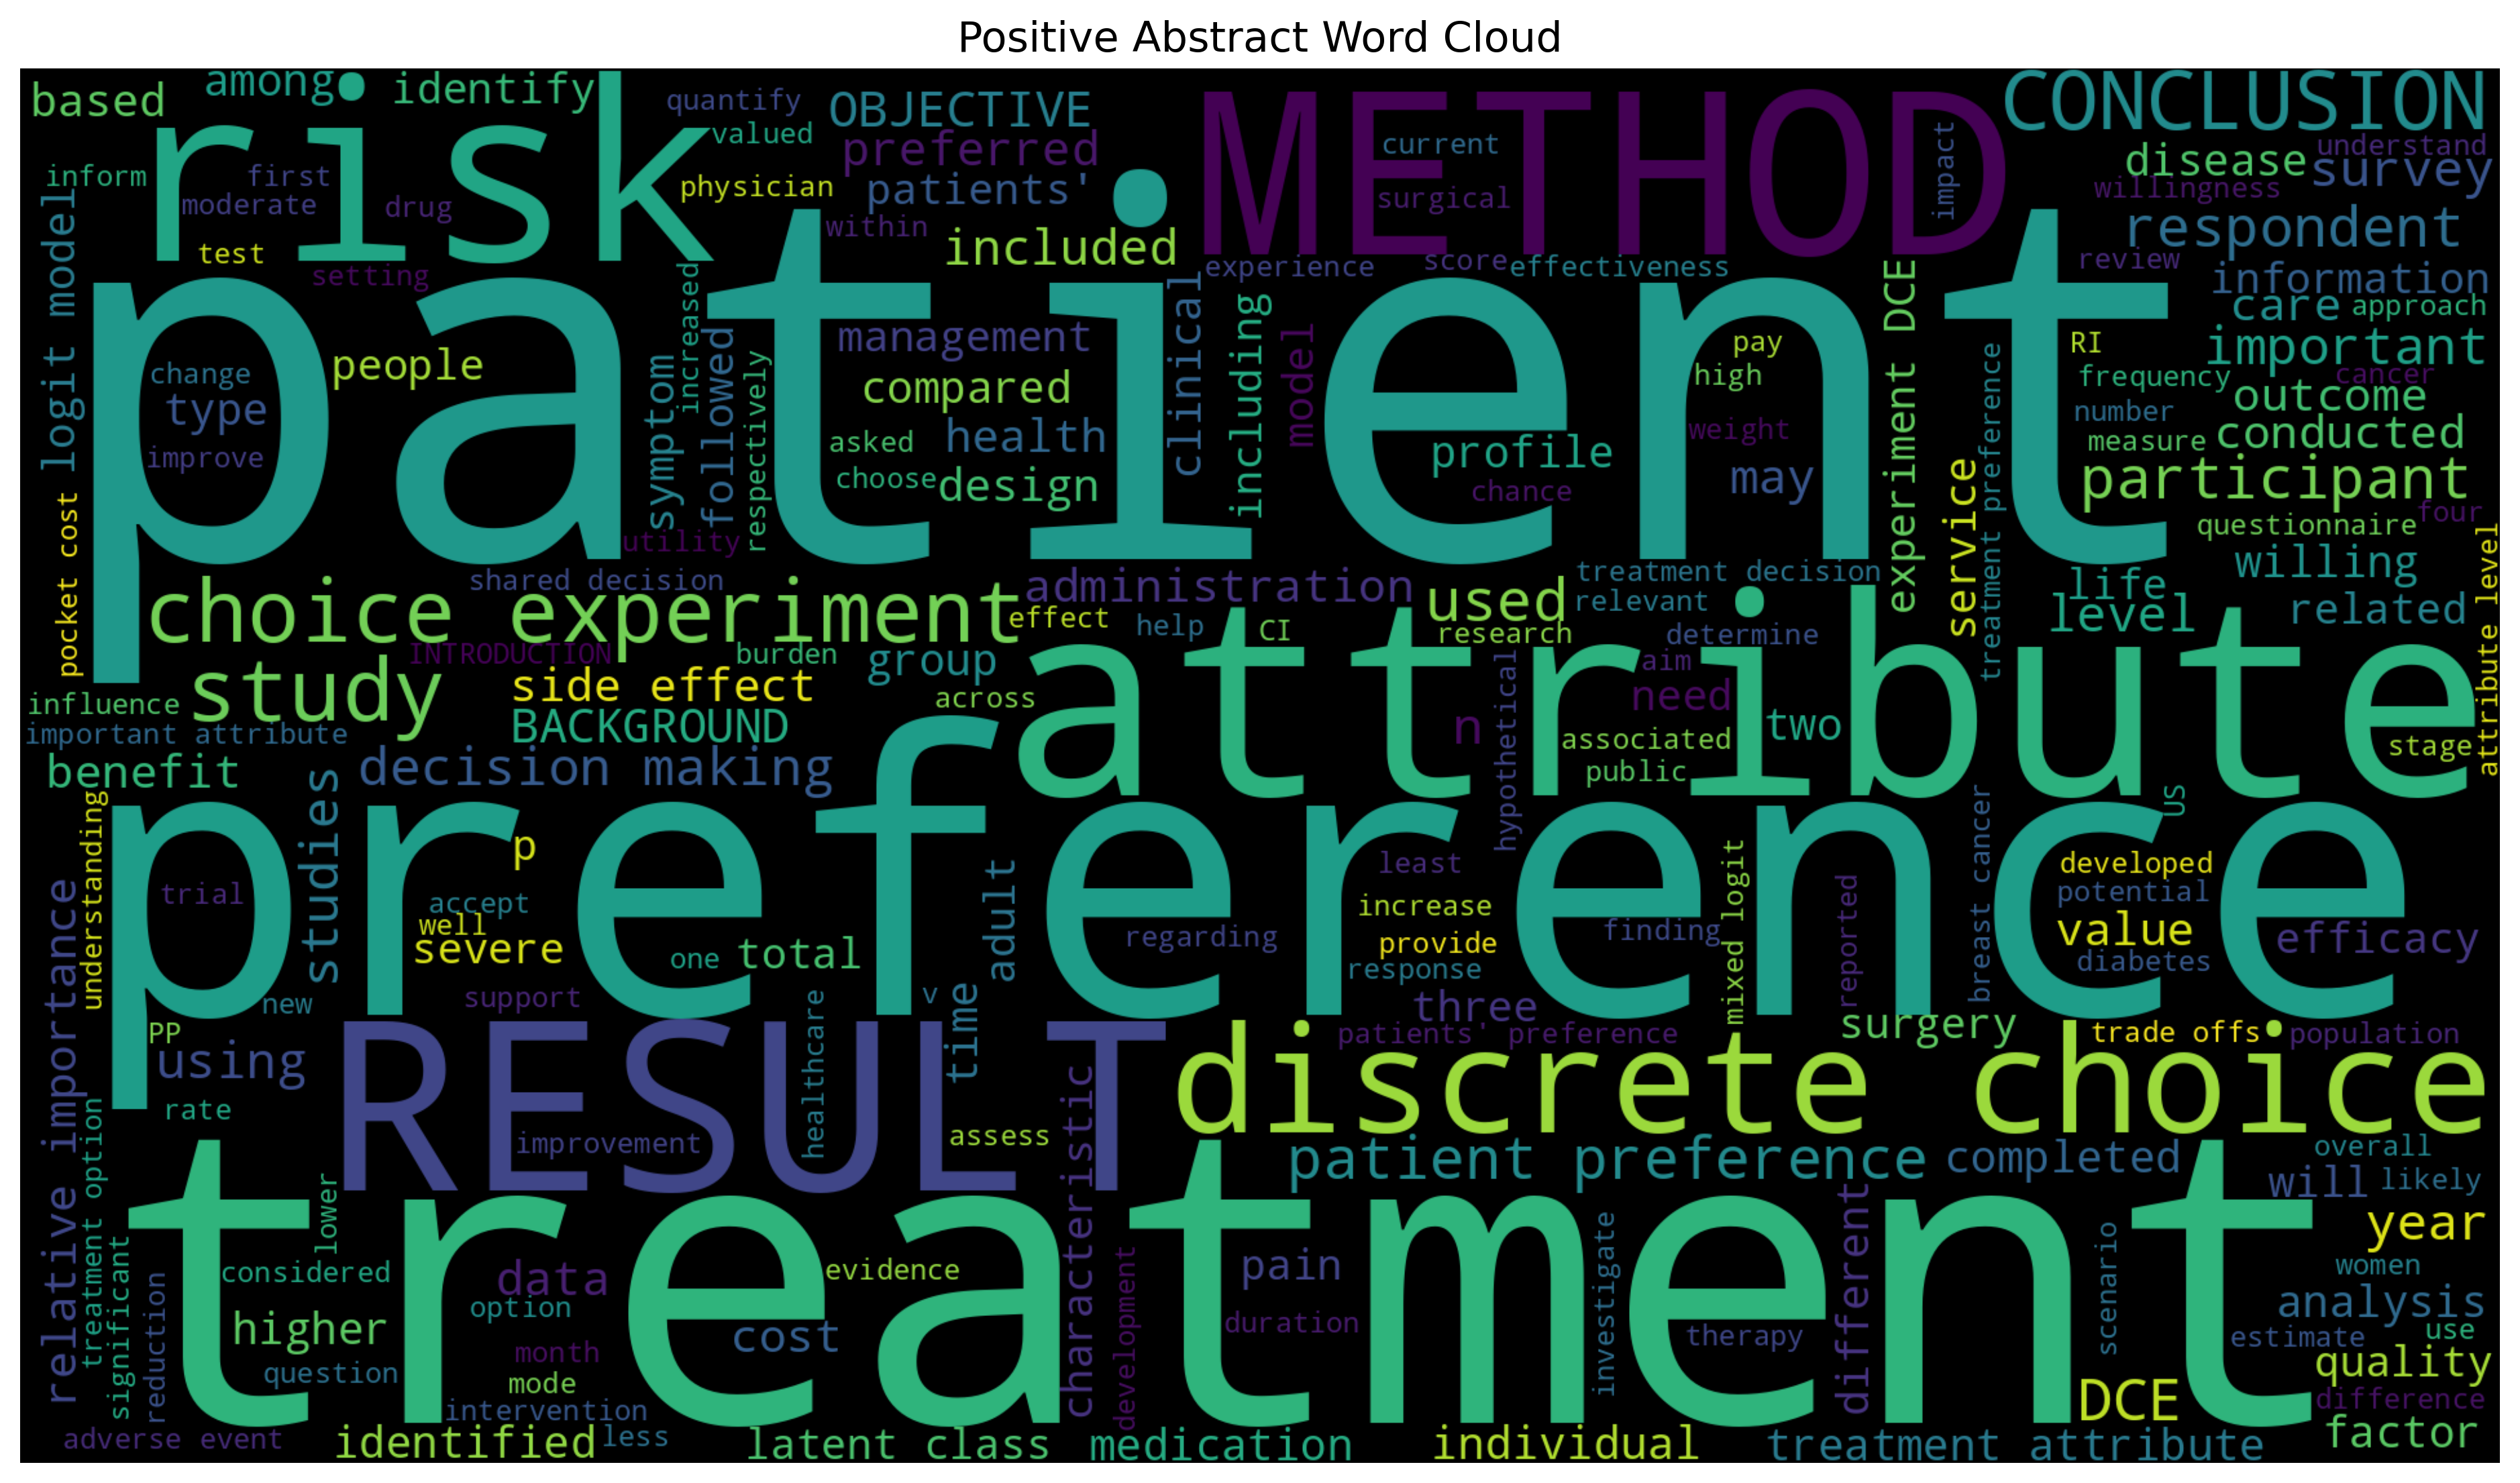 Positive Abstract Word Cloud
based
among
identify
quantify
OBJECTIVE
METHOD
CONCLUSION
risk
valued
preferred
current
impact
disease
understand
survey
inform
first
physician
patients'
surgical
willingness
moderate
drug
within
included
respondent
test
setting
experience
score
effectiveness
review
information
logit model
increased
patient
clinical
including
model
experiment DCE
care
approach
change
people
management
pay
RI
important
type
compared
high
frequency
cancer
symptom
followed
respectively
asked
health
weight
number
outcome
improve
choose
design
profile
chance
may
measure
conducted
treatment preference
participant
pocket cost
utility
service
questionnaire
four
shared decision
administration
treatment decision
life
willing
choice experiment
effect
help
CI
used
relevant
level
related
attribute level
INTRODUCTION
burden
group
research
determine
study
side effect
across
attribute
aim
need
influence
BACKGROUND
n
hypothetical
two
important attribute
associated
stage
benefit
decision making
public
studies
understanding
preference
US
p
adult
least
mixed logit
breast cancer
developed
trial
accept
well
increase
reported
potential
severe
one
total
regarding
provide
finding
value
efficacy
response
diabetes
relative importance
new
support
v
time
three
PP
using
RESULT
healthcare
patients' preference
surgery
trade offs
population
rate
discrete choice
treatment option
improvement
assess
characteristic
patient preference
completed
overall
will
likely
lower
treatment
different
year
significant
considered
data
evidence
pain
investigate
scenario
women
reduction
option
development
analysis
higher
cost
duration
therapy
estimate
use
question
month
quality
mode
DCE
difference
intervention
adverse event
identified
less
latent class
medication
individual
treatment attribute
factor